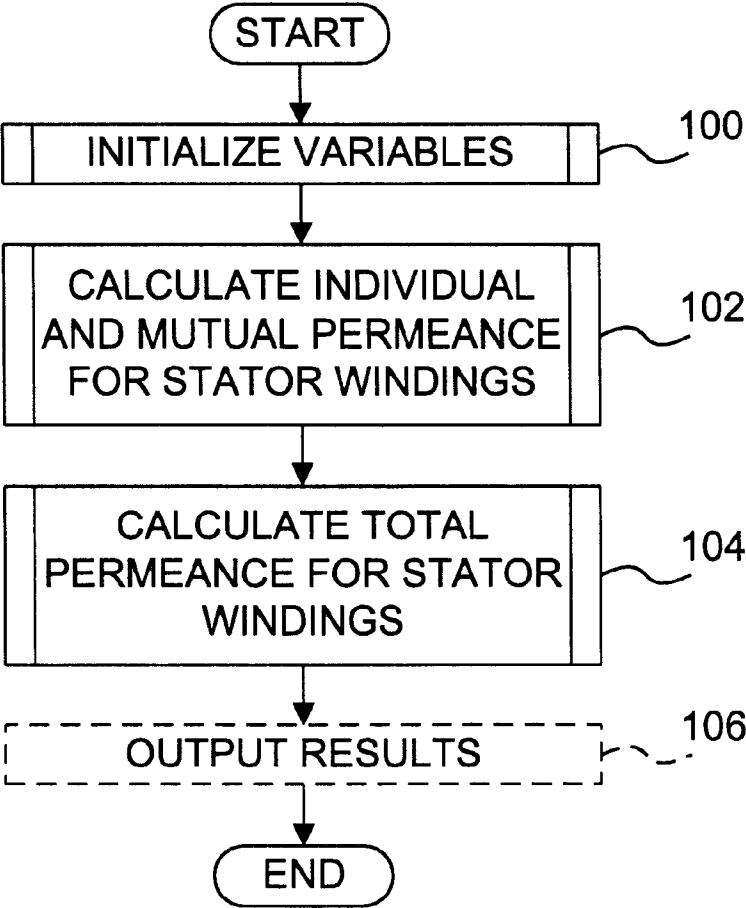 START
INITIALIZE VARIABLES
100
CALCULATE INDIVIDUAL
AND MUTUAL PERMEANCE
FOR STATOR WINDINGS
102
CALCULATE TOTAL
PERMEANCE FOR STATOR
WINDINGS
104
OUTPUT RESULTS
106
END